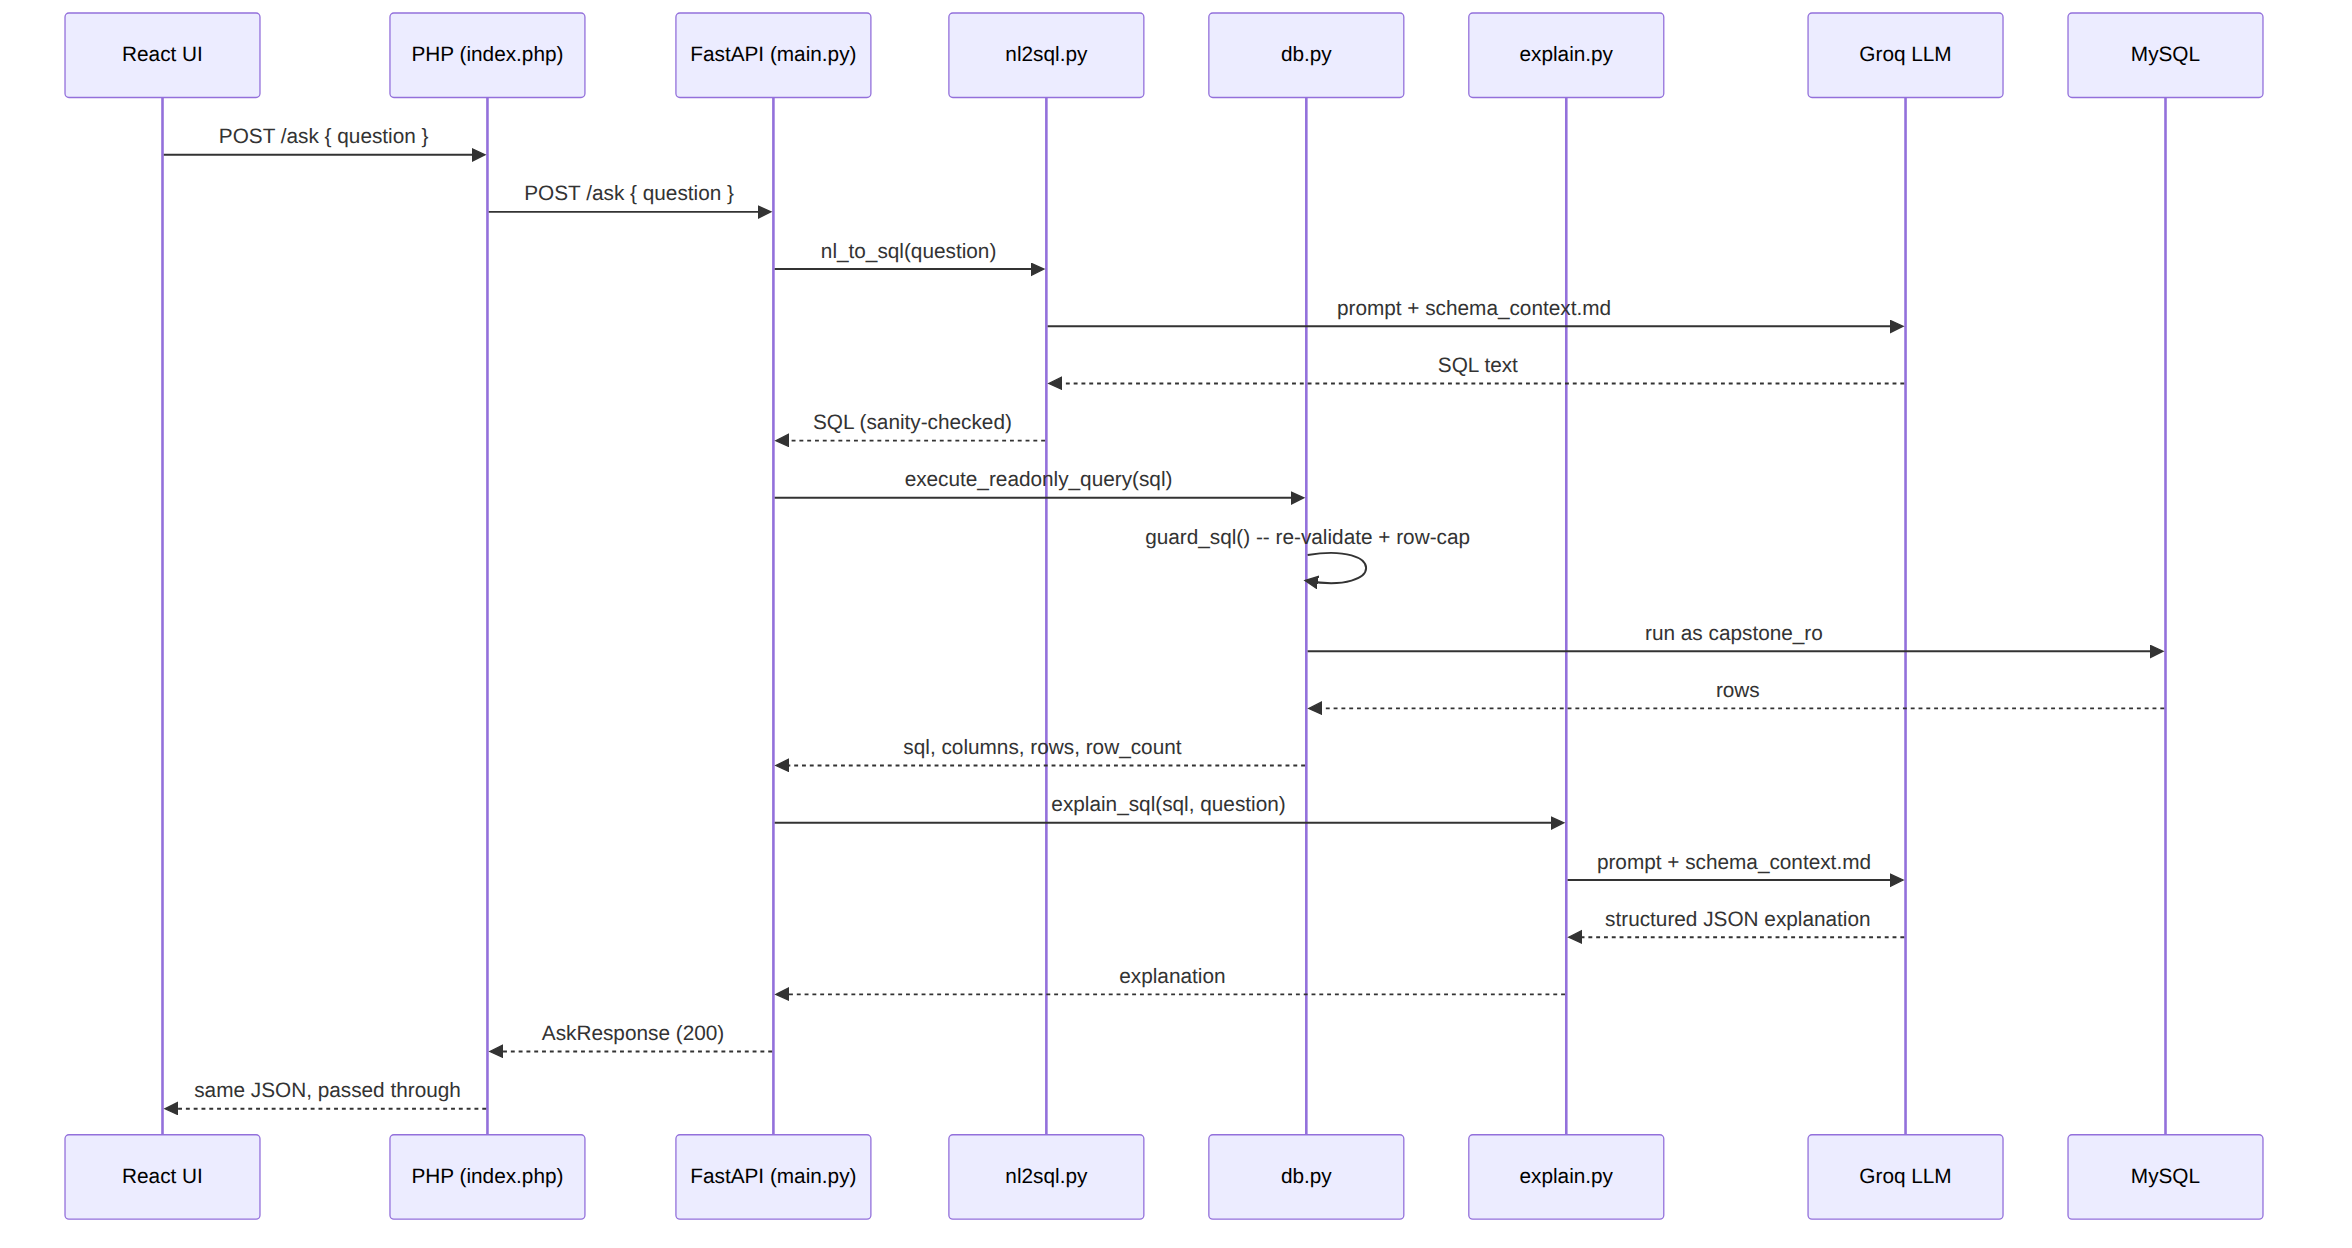 React UI
PHP (index.php)
FastAPI (main.py)
nl2sql.py
db.py
explain.py
Groq LLM
MySQL
POST /ask { question }
POST /ask { question }
nl_to_sql(question)
prompt + schema_context.md
SQL text
SQL (sanity-checked)
execute_readonly_query(sql)
guard_sql() -- re-validate + row-cap
run as capstone_ro
rows
sql, columns, rows, row_count
explain_sql(sql, question)
prompt + schema_context.md
structured JSON explanation
explanation
AskResponse (200)
same JSON, passed through
React UI
PHP (index.php)
FastAPI (main.py)
nl2sql.py
db.py
explain.py
Groq LLM
MySQL